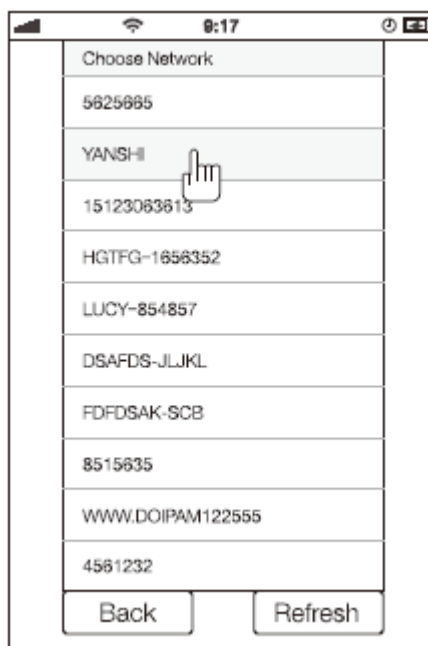 9:17
Choose Network
5625665
YANSHI
15123063613
HGTFG-1656352
LUCY-854857
DSAFDS-JLJKL
FDFDSAK-SCB
8515635
WWW.DOIPAM122555
4561232
Back Refresh